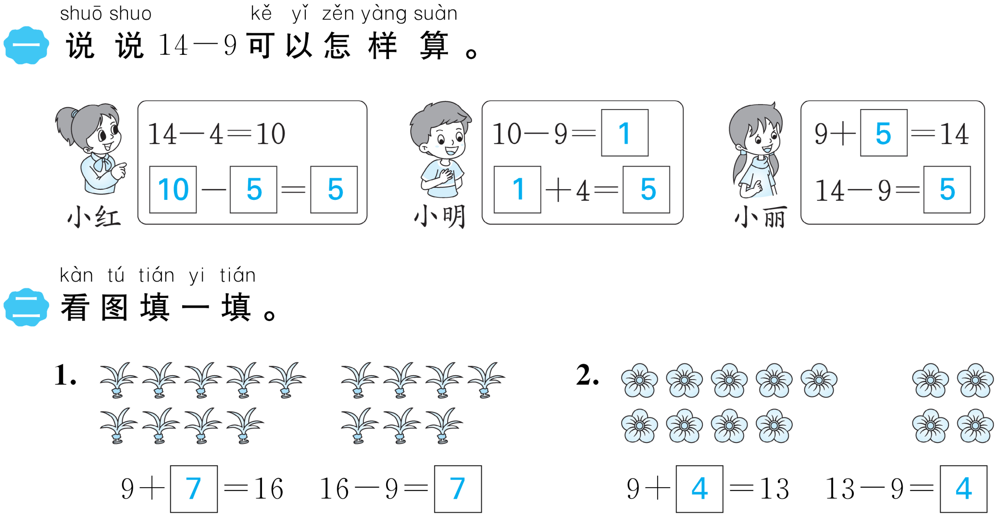 shuō shuo kě yǐ zěn yàng suàn
一 说说14－9可以怎样算。
14－4＝10
10－5＝5
小红
10－9＝1
1＋4＝5
小明
9＋5＝14
14－9＝5
小丽
kàn tú tián yi tián
二 看图填一填。
1.
9＋7＝16 16－9＝7
2.
9＋4＝13 13－9＝4